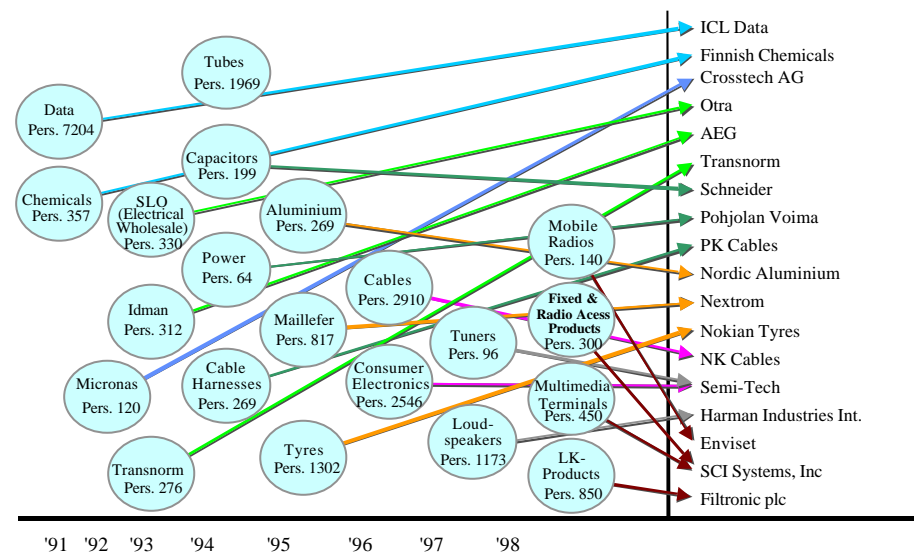 Data
Pers. 7204
Chemicals
Pers. 357
Micronas
Pers. 120
SLO
(Electrical
Wholesale)
Pers. 330
Idman
Pers. 312
Transnorm
Pers. 276
Tubes
Pers. 1969
Capacitors
Pers. 199
Power
Pers. 64
Cable
Harnesses
Pers. 269
Aluminium
Pers. 269
Maillefer
Pers. 817
Tyres
Pers. 1302
Cables
Pers. 2910
Consumer
Electronics
Pers. 2546
Tuners
Pers. 96
Loud-
speakers
Pers. 1173
Mobile
Radios
Pers. 140
Fixed &
Radio Acess
Products
Pers. 300
Multimedia
Terminals
Pers. 450
LK-
Products
Pers. 850
ICL Data
Finnish Chemicals
Crosstech AG
Otra
AEG
Transnorm
Schneider
Pohjolan Voima
PK Cables
Nordic Aluminium
Nextrom
Nokian Tyres
NK Cables
Semi-Tech
Harman Industries Int.
Enviset
SCI Systems, Inc
Filtronic plc
'91 '92 '93 '94 '95 '96 '97 '98